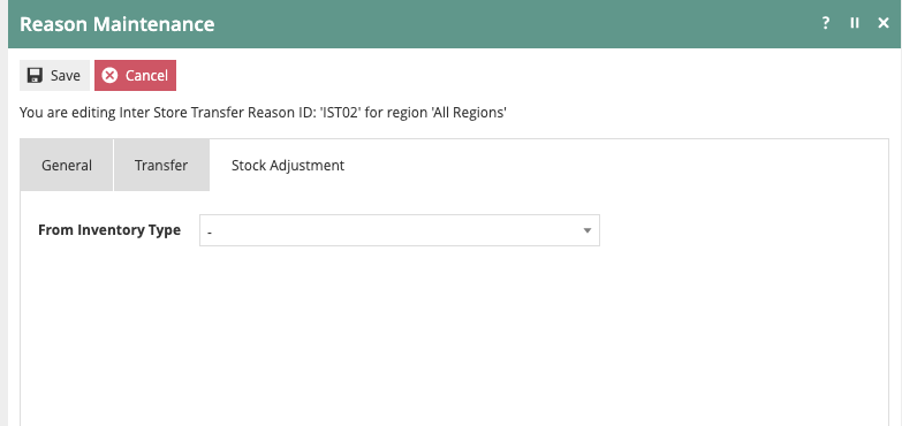 Reason Maintenance
?
Save
Cancel
You are editing Inter Store Transfer Reason ID: 'IST02' for region 'All Regions'
General
Transfer
Stock Adjustment
From Inventory Type
-